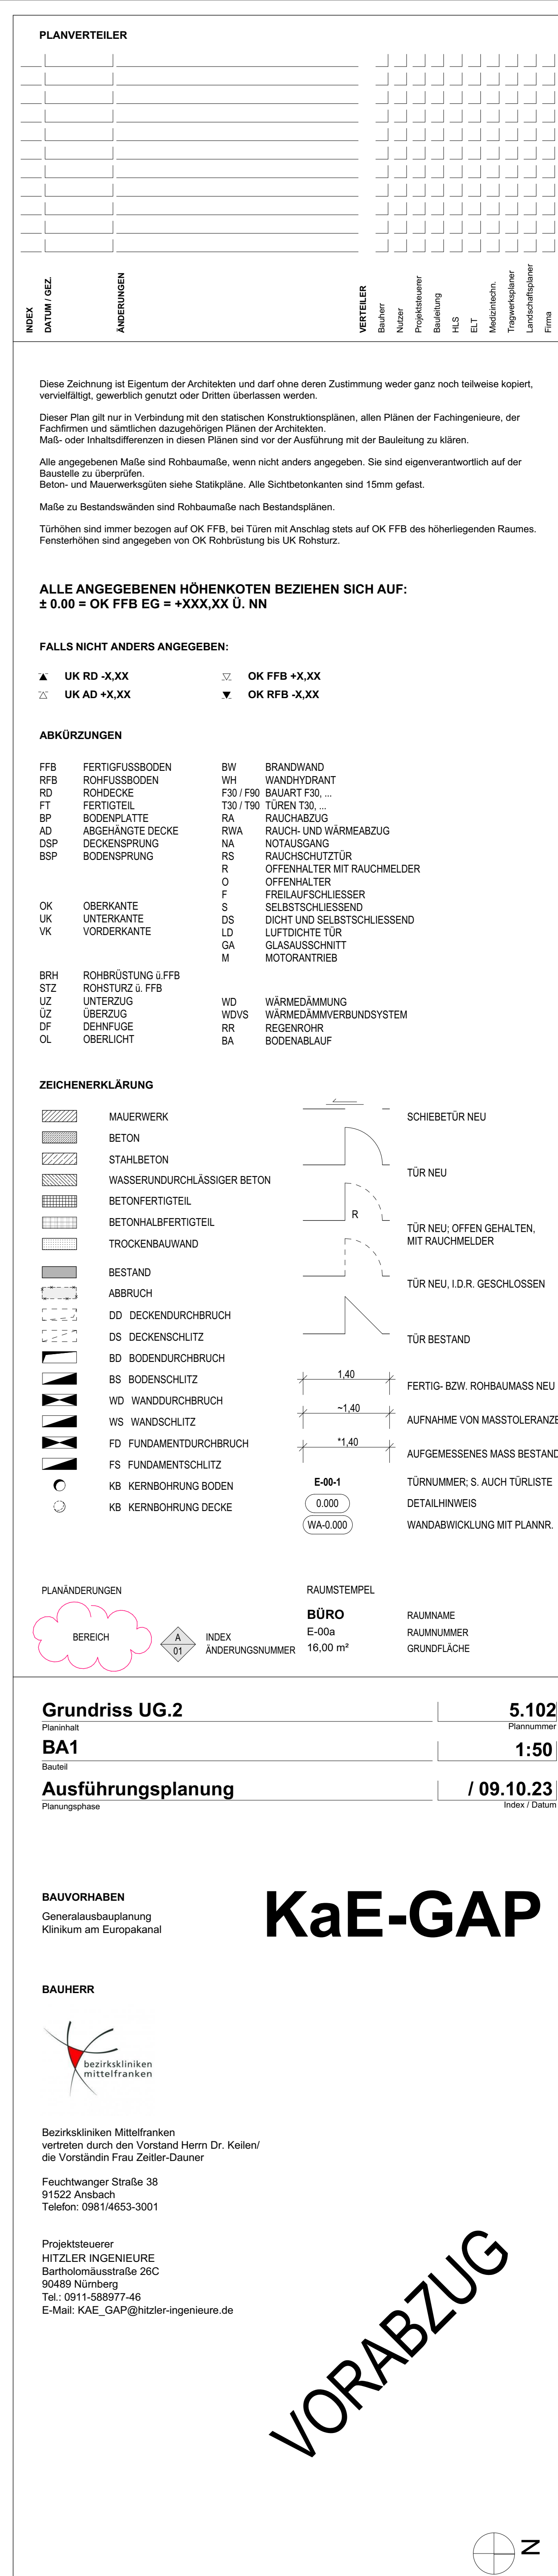 PLANVERTEILER
INDEX
DATUM / GEZ.
ÄNDERUNGEN
VERTEILER
Bauherr
Nutzer
Projektsteuerer
Bauleitung
HLS
ELT
Medizintechn.
Tragwerksplaner
Landschaftsplaner
Firma
Diese Zeichnung ist Eigentum der Architekten und darf ohne deren Zustimmung weder ganz noch teilweise kopiert,
vervielfältigt, gewerblich genutzt oder Dritten überlassen werden.
Dieser Plan gilt nur in Verbindung mit den statischen Konstruktionsplänen, allen Plänen der Fachingenieure, der
Fachfirmen und sämtlichen dazugehörigen Plänen der Architekten.
Maß- oder Inhaltsdifferenzen in diesen Plänen sind vor der Ausführung mit der Bauleitung zu klären.
Alle angegebenen Maße sind Rohbaumaße, wenn nicht anders angegeben. Sie sind eigenverantwortlich auf der
Baustelle zu überprüfen.
Beton- und Mauerwerksgüten siehe Statikpläne. Alle Sichtbetonkanten sind 15mm gefast.
Maße zu Bestandswänden sind Rohbaumaße nach Bestandsplänen.
Türhöhen sind immer bezogen auf OK FFB, bei Türen mit Anschlag stets auf OK FFB des höherliegenden Raumes.
Fensterhöhen sind angegeben von OK Rohbrüstung bis UK Rohsturz.
ALLE ANGEGEBENEN HÖHENKOTEN BEZIEHEN SICH AUF:
± 0.00 = OK FFB EG = +XXX,XX Ü. NN
FALLS NICHT ANDERS ANGEGEBEN:
UK RD -X,XX
OK FFB +X,XX
UK AD +X,XX
OK RFB -X,XX
ABKÜRZUNGEN
FFB FERTIGFUSSBODEN
RFB ROHFUSSBODEN
RD ROHDECKE
FT FERTIGTEIL
BP BODENPLATTE
AD ABGEHÄNGTE DECKE
DSP DECKENSPRUNG
BSP BODENSPRUNG
OK OBERKANTE
UK UNTERKANTE
VK VORDERKANTE
BRH ROHBRÜSTUNG ü.FFB
STZ ROHSTURZ ü. FFB
UZ UNTERZUG
ÜZ ÜBERZUG
DF DEHNFUGE
OL OBERLICHT
BW BRANDWAND
WH WANDHYDRANT
F30 / F90 BAUART F30, ...
T30 / T90 TÜREN T30, ...
RA RAUCHABZUG
RWA RAUCH- UND WÄRMEABZUG
NA NOTAUSGANG
RS RAUCHSCHUTZTÜR
R OFFENHALTER MIT RAUCHMELDER
O OFFENHALTER
F FREILAUFSCHLIESSER
S SELBSTSCHLIESSEND
DS DICHT UND SELBSTSCHLIESSEND
LD LUFTDICHTE TÜR
GA GLASAUSSCHNITT
M MOTORANTRIEB
WD WÄRMEDÄMMUNG
WDVS WÄRMEDÄMMVERBUNDSYSTEM
RR REGENROHR
BA BODENABLAUF
ZEICHENERKLÄRUNG
MAUERWERK
BETON
STAHLBETON
WASSERUNDURCHLÄSSIGER BETON
BETONFERTIGTEIL
BETONHALBFERTIGTEIL
TROCKENBAUWAND
BESTAND
ABBRUCH
DD DECKENDURCHBRUCH
DS DECKENSCHLITZ
BD BODENDURCHBRUCH
BS BODENSCHLITZ
WD WANDDURCHBRUCH
WS WANDSCHLITZ
FD FUNDAMENTDURCHBRUCH
FS FUNDAMENTSCHLITZ
KB KERNBOHRUNG BODEN
KB KERNBOHRUNG DECKE
SCHIEBETÜR NEU
TÜR NEU
R
TÜR NEU; OFFEN GEHALTEN,
MIT RAUCHMELDER
TÜR NEU, I.D.R. GESCHLOSSEN
TÜR BESTAND
1,40
FERTIG- BZW. ROHBAUMASS NEU
~1,40
AUFNAHME VON MASSTOLERANZE
*1,40
AUFGEMESSENES MASS BESTAND
E-00-1 TÜRNUMMER; S. AUCH TÜRLISTE
0.000 DETAILHINWEIS
WA-0.000 WANDABWICKLUNG MIT PLANNR.
PLANÄNDERUNGEN
BEREICH
A
01
INDEX
ÄNDERUNGSNUMMER
RAUMSTEMPEL
BÜRO RAUMNAME
E-00a RAUMNUMMER
16,00 m² GRUNDFLÄCHE
Grundriss UG.2 5.102
Planinhalt Plannummer
BA1 1:50
Bauteil
Ausführungsplanung / 09.10.23
Planungsphase Index / Datum
BAUVORHABEN
Generalausbauplanung
Klinikum am Europakanal
KaE-GAP
BAUHERR
bezirkskliniken
mittelfranken
Bezirkskliniken Mittelfranken
vertreten durch den Vorstand Herrn Dr. Keilen/
die Vorständin Frau Zeitler-Dauner
Feuchtwanger Straße 38
91522 Ansbach
Telefon: 0981/4653-3001
Projektsteuerer
HITZLER INGENIEURE
Bartholomäusstraße 26C
90489 Nürnberg
Tel.: 0911-588977-46
E-Mail: KAE_GAP@hitzler-ingenieure.de
VORABZUG
N